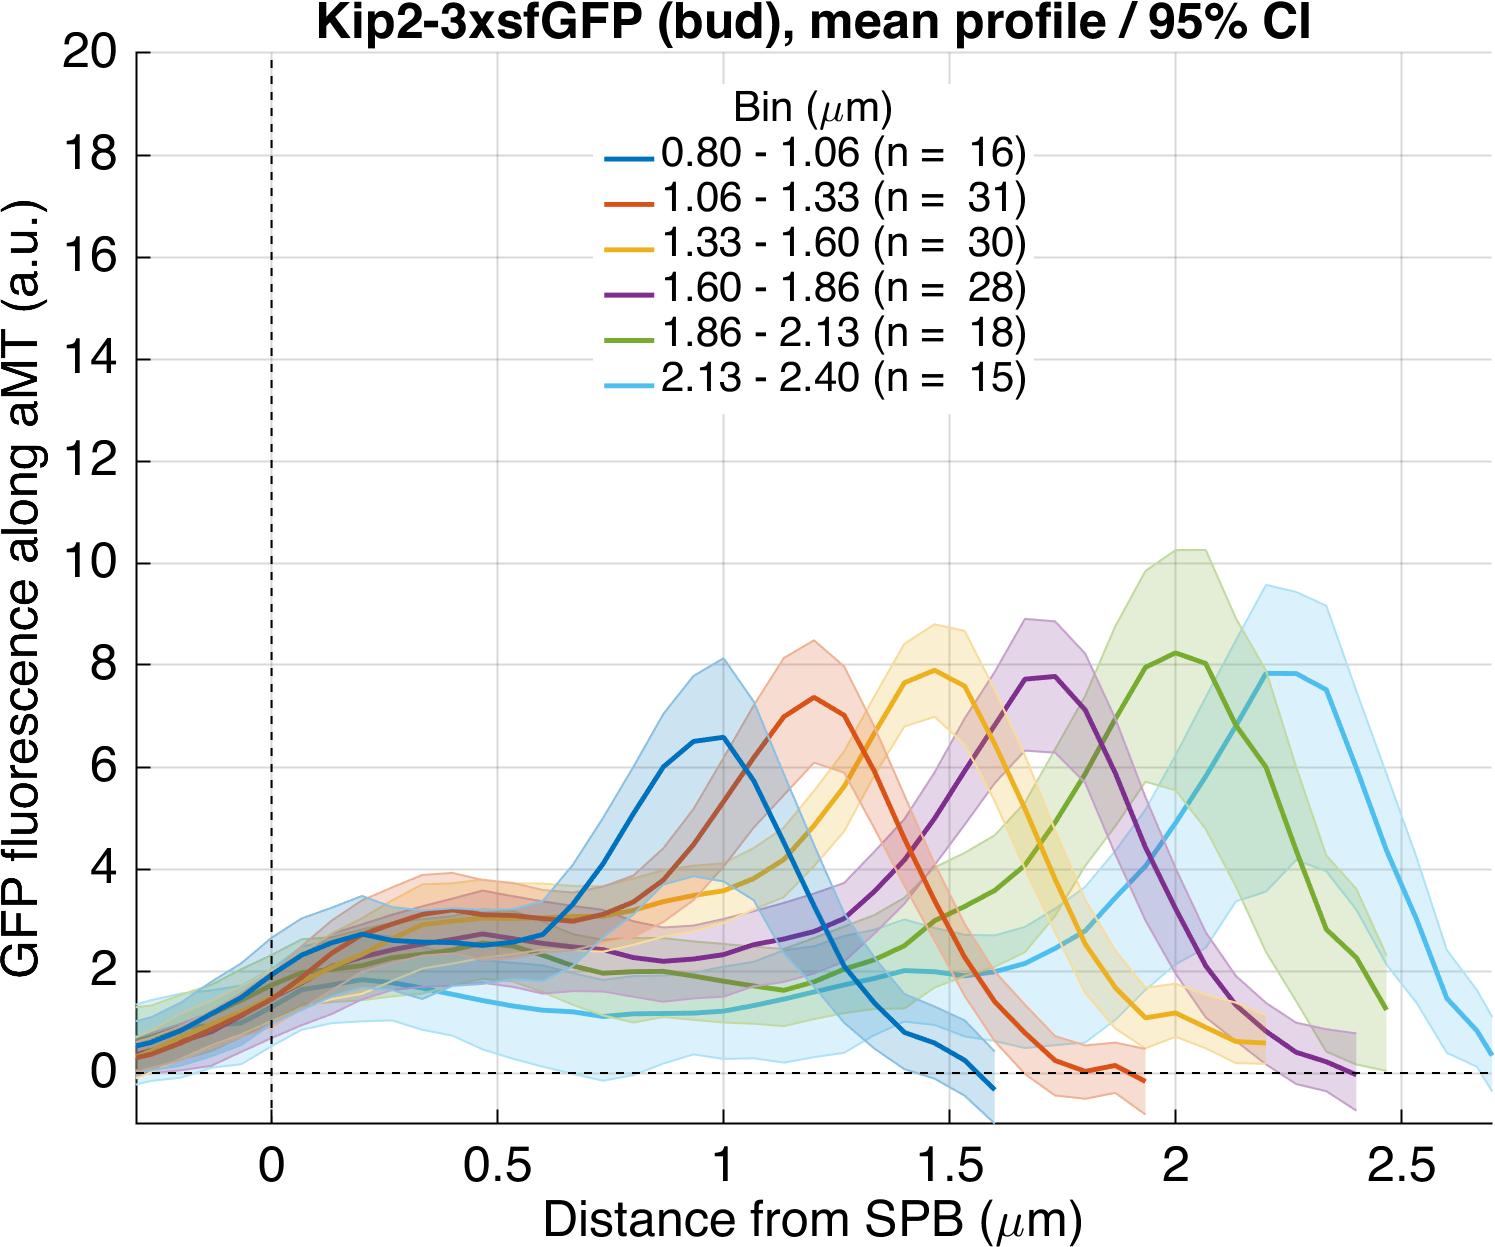 Kip2-3xsfGFP (bud), mean profile / 95% CI
GFP fluorescence along aMT (a.u.)
20
18
16
14
12
10
8
6
4
2
0
Bin (μm)
0.80 - 1.06 (n = 16)
1.06 - 1.33 (n = 31)
1.33 - 1.60 (n = 30)
1.60 - 1.86 (n = 28)
1.86 - 2.13 (n = 18)
2.13 - 2.40 (n = 15)
0 0.5 1 1.5 2 2.5
Distance from SPB (μm)